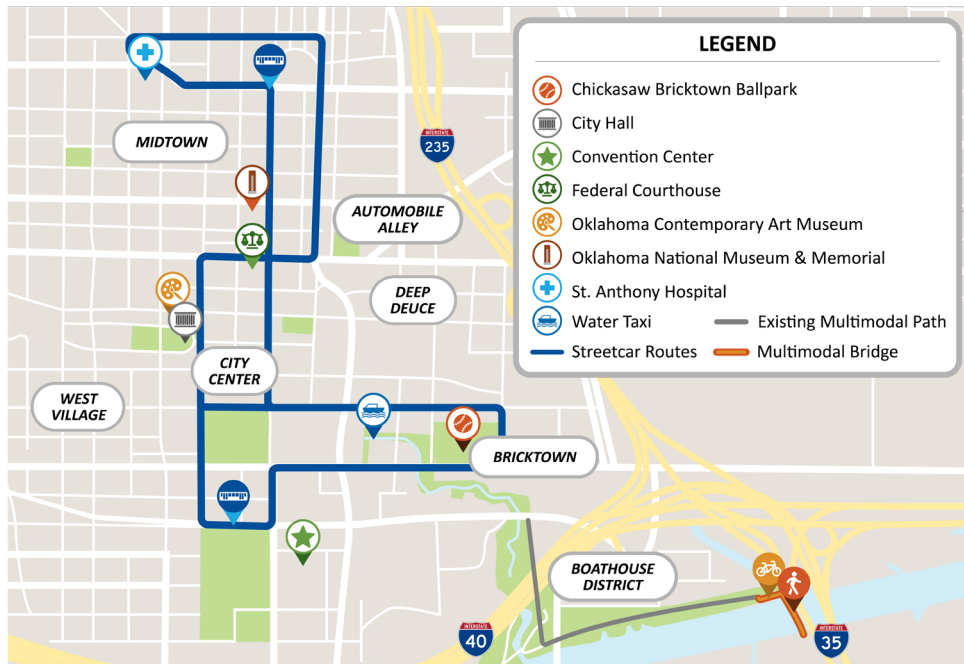 LEGEND
Chickasaw Bricktown Ballpark
City Hall
Convention Center
Federal Courthouse
Oklahoma Contemporary Art Museum
Oklahoma National Museum & Memorial
St. Anthony Hospital
Water Taxi
Existing Multimodal Path
Streetcar Routes
Multimodal Bridge
MIDTOWN
INTERSTATE
235
AUTOMOBILE
ALLEY
DEEP
DEUCE
CITY
CENTER
WEST
VILLAGE
BRICKTOWN
BOATHOUSE
DISTRICT
INTERSTATE
40
INTERSTATE
35